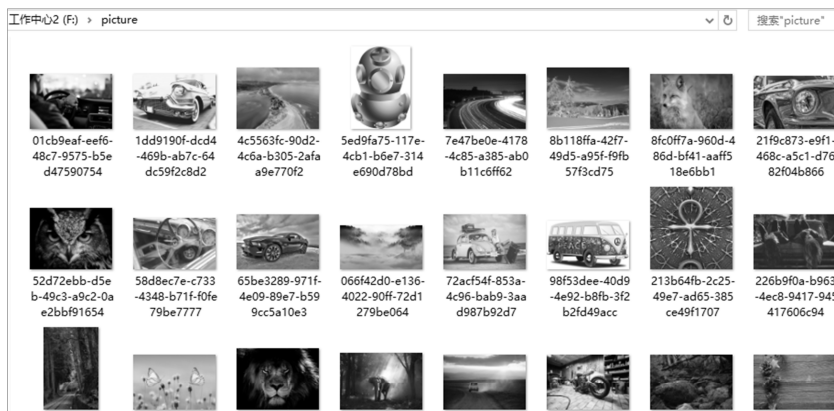 工作中心2 (F:) › picture
搜索"picture"
01cb9eaf-eef6-
48c7-9575-b5e
d47590754
1dd9190f-dcd4
-469b-ab7c-64
dc59f2c8d2
4c5563fc-90d2-
4c6a-b305-2afa
a9e770f2
5ed9fa75-117e-
4cb1-b6e7-314
e690d78bd
7e47be0e-4178
-4c85-a385-ab0
b11c6ff62
8b118ffa-42f7-
49d5-a95f-f9fb
57f3cd75
8fc0ff7a-960d-4
86d-bf41-aaff5
18e6bb1
21f9c873-e9f1-
468c-a5c1-d76
82f04b866
52d72ebb-d5e
b-49c3-a9c2-0a
e2bbf91654
58d8ec7e-c733
-4348-b71f-f0fe
79be7777
65be3289-971f-
4e09-89e7-b59
9cc5a10e3
066f42d0-e136-
4022-90ff-72d1
279be064
72acf54f-853a-
4c96-bab9-3aa
d987b92d7
98f53dee-40d9
-4e92-b8fb-3f2
b2fd49acc
213b64fb-2c25-
49e7-ad65-385
ce49f1707
226b9f0a-b963
-4ec8-9417-945
417606c94